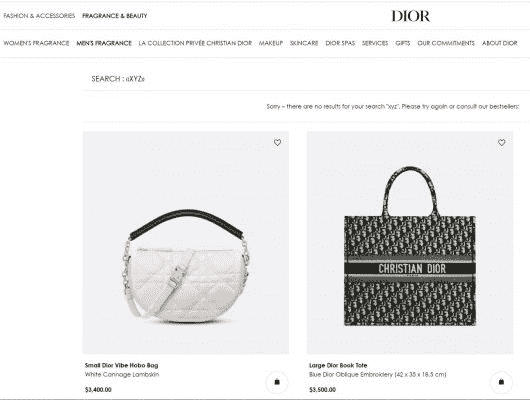 FASHION & ACCESSORIES FRAGRANCE & BEAUTY
DIOR
WOMEN'S FRAGRANCE MEN'S FRAGRANCE LA COLLECTION PRIVÉE CHRISTIAN DIOR MAKEUP SKINCARE DIOR SPAS SERVICES GIFTS OUR COMMITMENTS ABOUT DIOR
SEARCH : «XYZ»
Sorry – there are no results for your search "xyz". Please try again or consult our bestsellers:
CHRISTIAN DIOR
Small Dior Vibe Hobo Bag
White Cannage Lambskin
$3,400.00
Large Dior Book Tote
Blue Dior Oblique Embroidery (42 x 35 x 18.5 cm)
$3,500.00